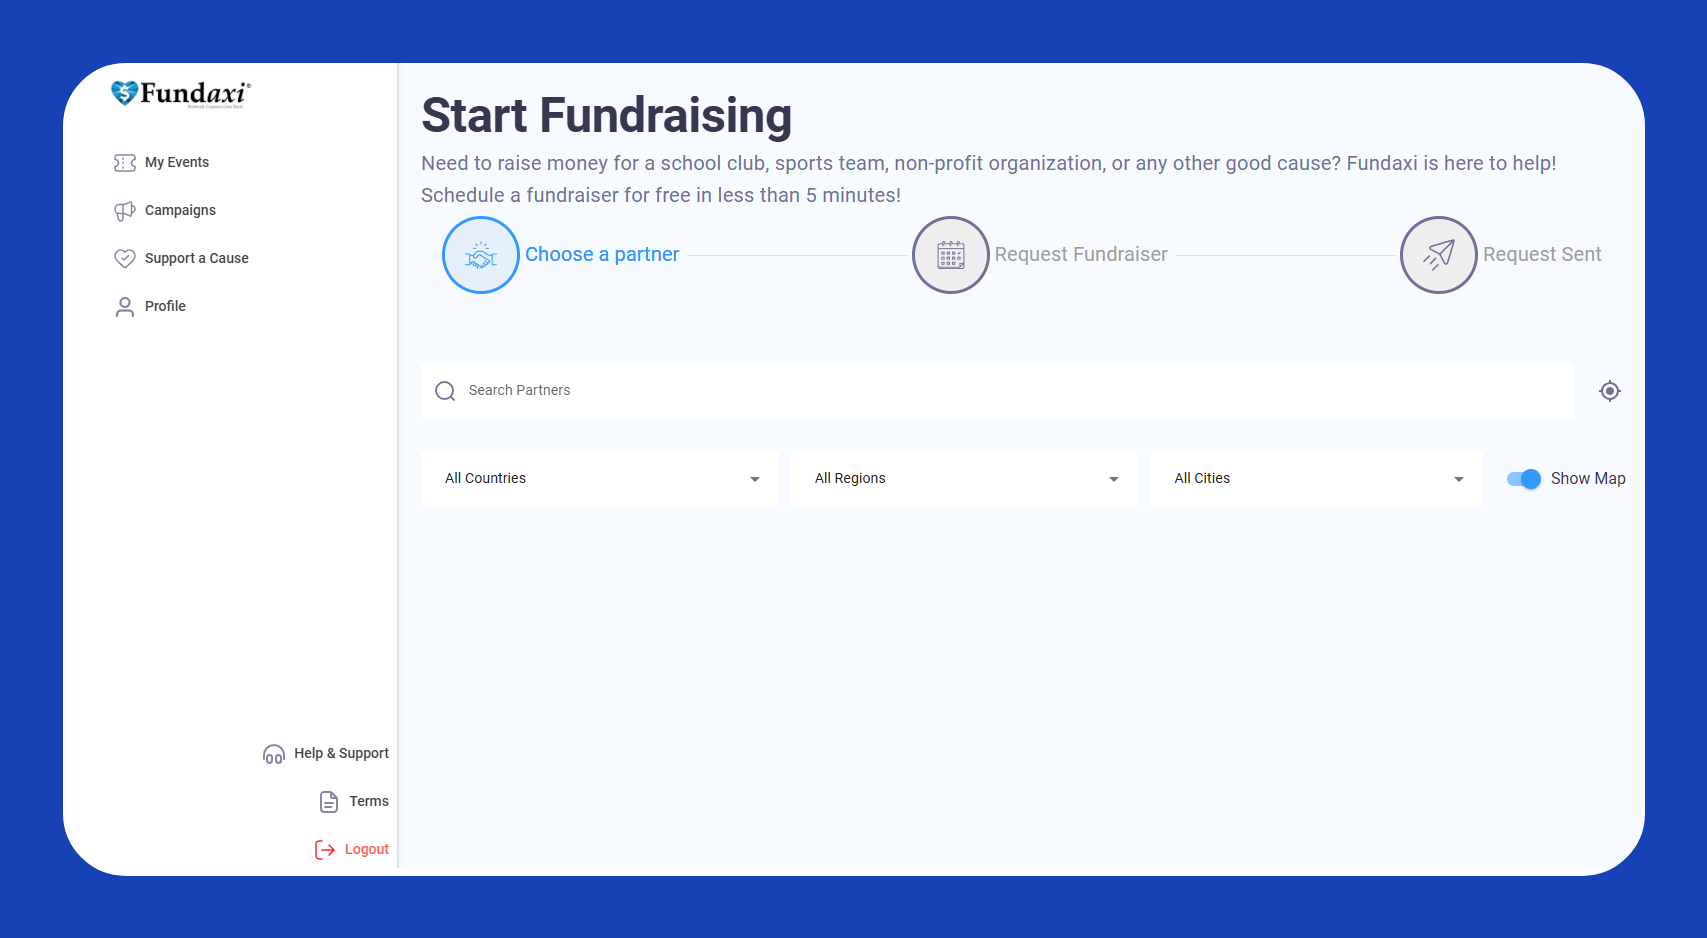 Fundaxi®
My Events
Campaigns
Support a Cause
Profile
Help & Support
Terms
Logout
Start Fundraising
Need to raise money for a school club, sports team, non-profit organization, or any other good cause? Fundaxi is here to help!
Schedule a fundraiser for free in less than 5 minutes!
Choose a partner
Request Fundraiser
Request Sent
Search Partners
All Countries
All Regions
All Cities
Show Map